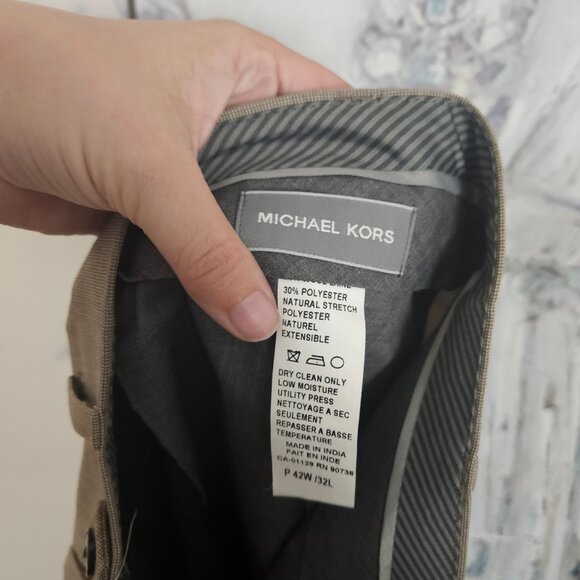 MICHAEL KORS
30% POLYESTER
NATURAL STRETCH
POLYESTER
NATUREL
EXTENSIBLE
DRY CLEAN ONLY
LOW MOISTURE
UTILITY PRESS
NETTOYAGE A SEC
SEULEMENT
REPASSER A BASSE
TEMPERATURE
MADE IN INDIA
FAIT EN INDE
CA-01129 RN 90736
P 42W /32L